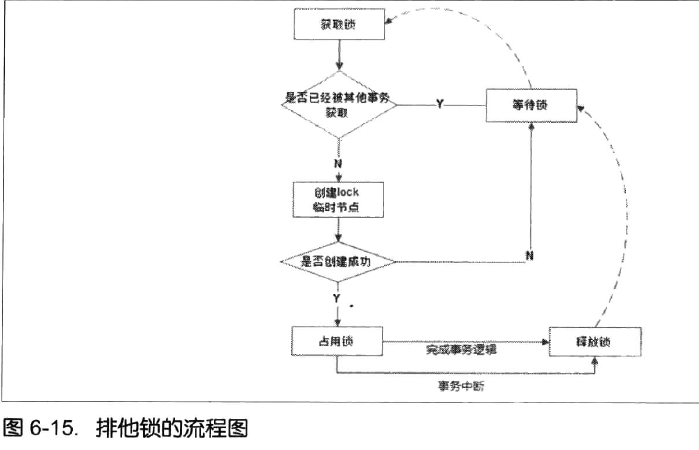 获取锁
是否已经被其他事务
获取
Y
等待锁
N
创建lock
临时节点
是否创建成功
N
Y
占用锁
完成事务逻辑
释放锁
事务中断
图 6-15. 排他锁的流程图